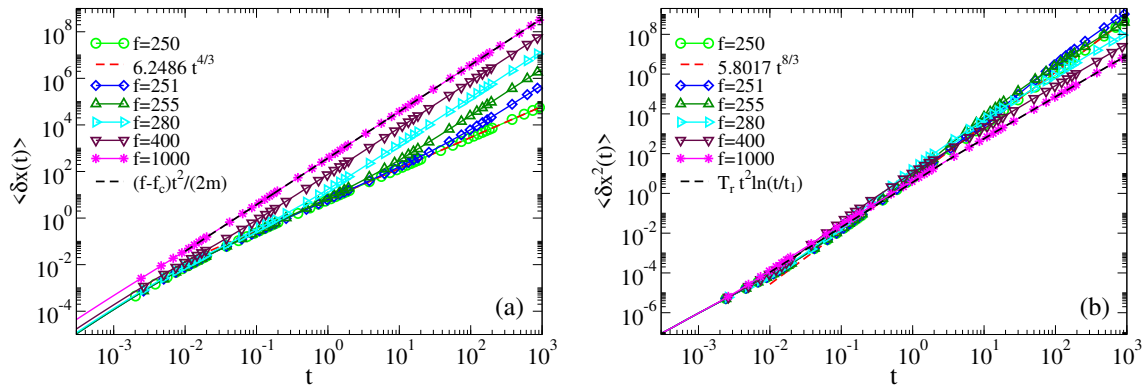 10^8
10^6
10^4
10^2
10^0
10^-2
10^-4
<δx(t)>
f=250
6.2486 t^4/3
f=251
f=255
f=280
f=400
f=1000
(f-f_c)t^2/(2m)
(a)
10^-3 10^-2 10^-1 10^0 10^1 10^2 10^3
t
10^8
10^6
10^4
10^2
10^0
10^-2
10^-4
10^-6
<δx^2(t)>
f=250
5.8017 t^8/3
f=251
f=255
f=280
f=400
f=1000
T_r t^2ln(t/t_1)
(b)
10^-3 10^-2 10^-1 10^0 10^1 10^2 10^3
t